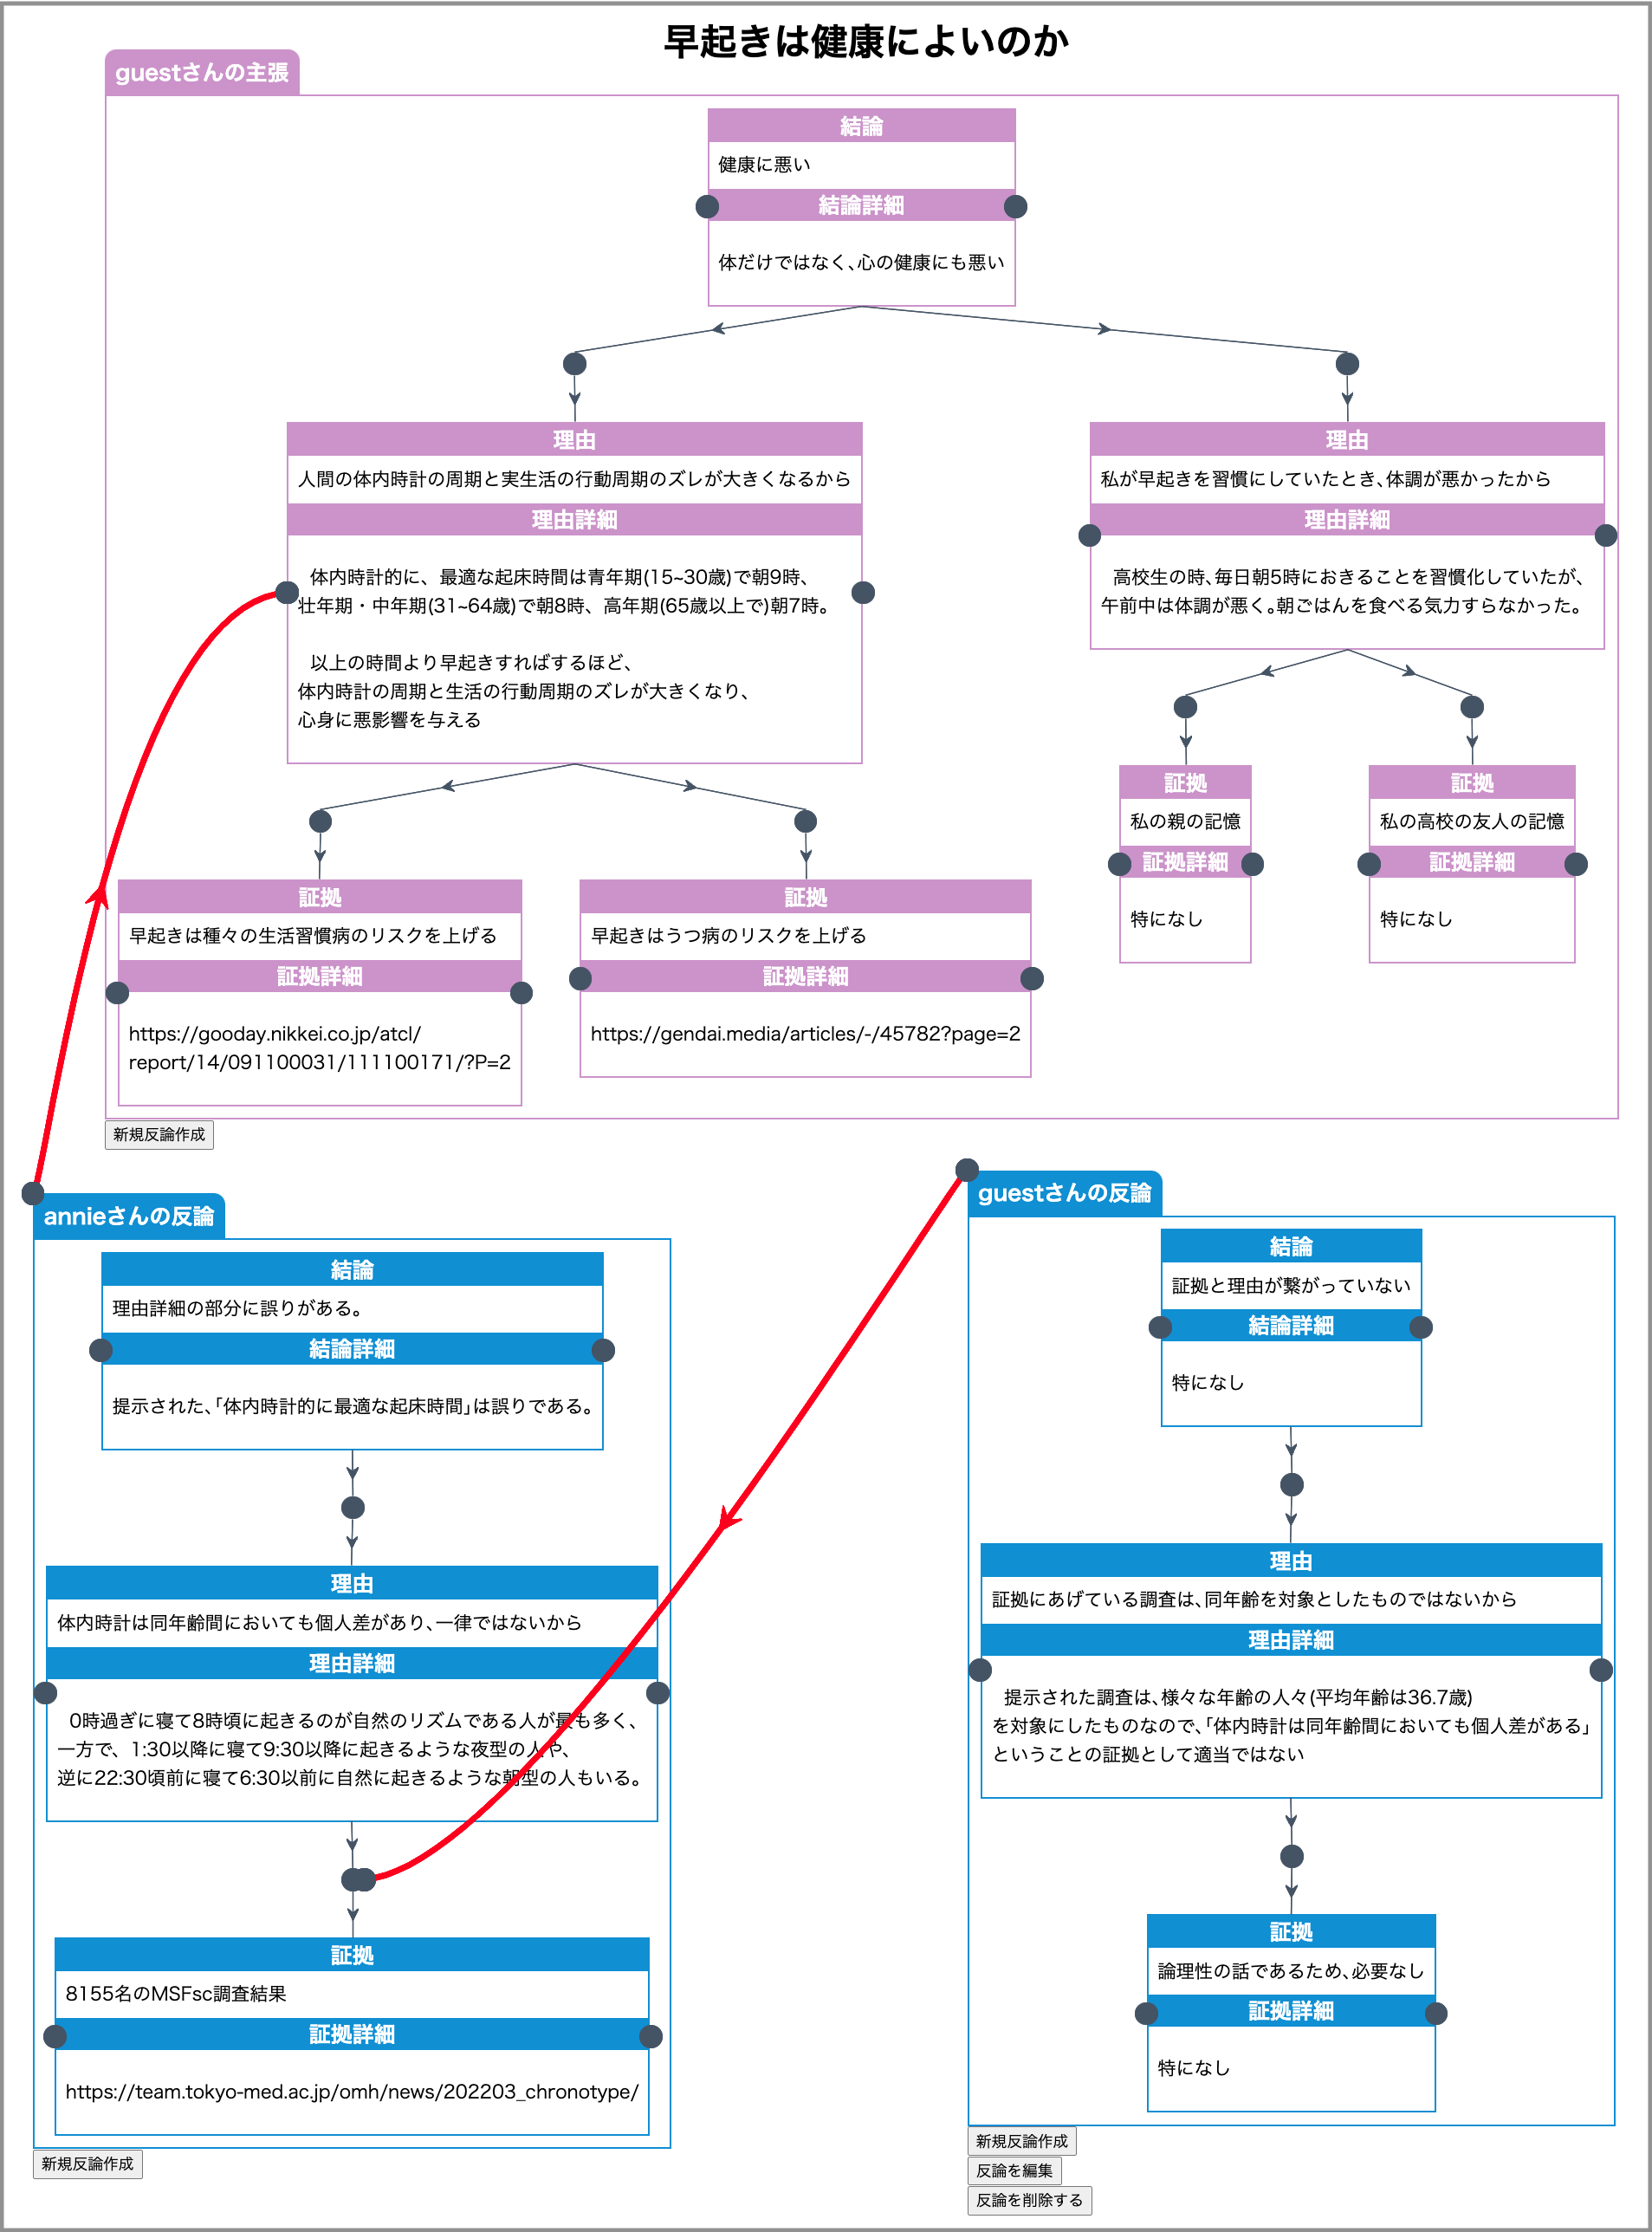 早起きは健康によいのか
guestさんの主張
結論
健康に悪い
結論詳細
体だけではなく、心の健康にも悪い
理由
人間の体内時計の周期と実生活の行動周期のズレが大きくなるから
理由詳細
体内時計的に、最適な起床時間は青年期(15~30歳)で朝9時、
壮年期・中年期(31~64歳)で朝8時、高年期(65歳以上で)朝7時。
以上の時間より早起きすればするほど、
体内時計の周期と生活の行動周期のズレが大きくなり、
心身に悪影響を与える
理由
私が早起きを習慣にしていたとき、体調が悪かったから
理由詳細
高校生の時、毎日朝5時におきることを習慣化していたが、
午前中は体調が悪く。朝ごはんを食べる気力すらなかった。
証拠
早起きは種々の生活習慣病のリスクを上げる
証拠詳細
https://gooday.nikkei.co.jp/atcl/
report/14/091100031/111100171/?P=2
証拠
早起きはうつ病のリスクを上げる
証拠詳細
https://gendai.media/articles/-/45782?page=2
証拠
私の親の記憶
証拠詳細
特になし
証拠
私の高校の友人の記憶
証拠詳細
特になし
新規反論作成
annieさんの反論
結論
理由詳細の部分に誤りがある。
結論詳細
提示された、「体内時計的に最適な起床時間」は誤りである。
理由
体内時計は同年齢間においても個人差があり、一律ではないから
理由詳細
0時過ぎに寝て8時頃に起きるのが自然のリズムである人が最も多く、
一方で、1:30以降に寝て9:30以降に起きるような夜型の人や、
逆に22:30頃前に寝て6:30以前に自然に起きるような朝型の人もいる。
証拠
8155名のMSFsc調査結果
証拠詳細
https://team.tokyo-med.ac.jp/omh/news/202203_chronotype/
新規反論作成
guestさんの反論
結論
証拠と理由が繋がっていない
結論詳細
特になし
理由
証拠にあげている調査は、同年齢を対象としたものではないから
理由詳細
提示された調査は、様々な年齢の人々(平均年齢は36.7歳)
を対象にしたものなので、「体内時計は同年齢間においても個人差がある」
ということの証拠として適当ではない
証拠
論理性の話であるため、必要なし
証拠詳細
特になし
新規反論作成
反論を編集
反論を削除する